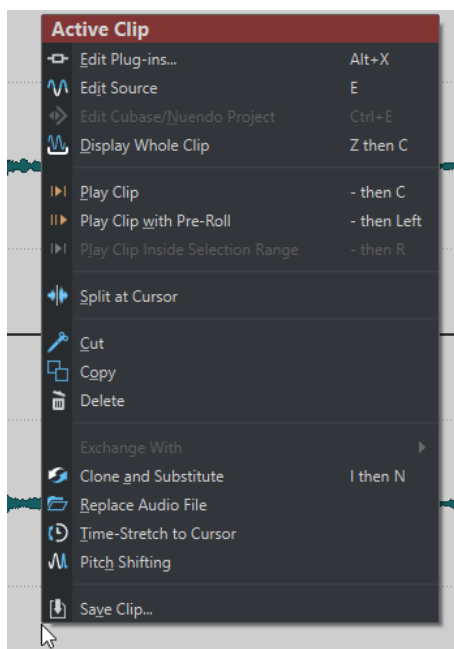 Active Clip
Edit Plug-ins... Alt+X
Edit Source E
Edit Cubase/Nuendo Project Ctrl+E
Display Whole Clip Z then C
Play Clip - then C
Play Clip with Pre-Roll - then Left
Play Clip Inside Selection Range - then R
Split at Cursor
Cut
Copy
Delete
Exchange With
Clone and Substitute I then N
Replace Audio File
Time-Stretch to Cursor
Pitch Shifting
Save Clip...